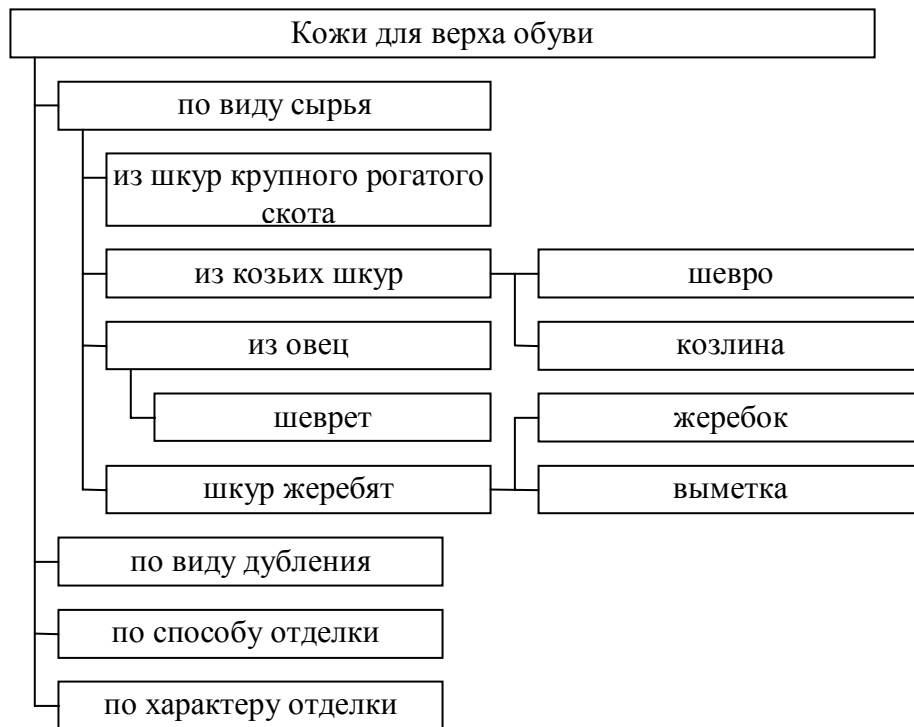 Кожи для верха обуви
по виду сырья
из шкур крупного рогатого
скота
из козьих шкур
шевро
козлина
из овец
шеврет
жеребок
шкур жеребят
выметка
по виду дубления
по способу отделки
по характеру отделки